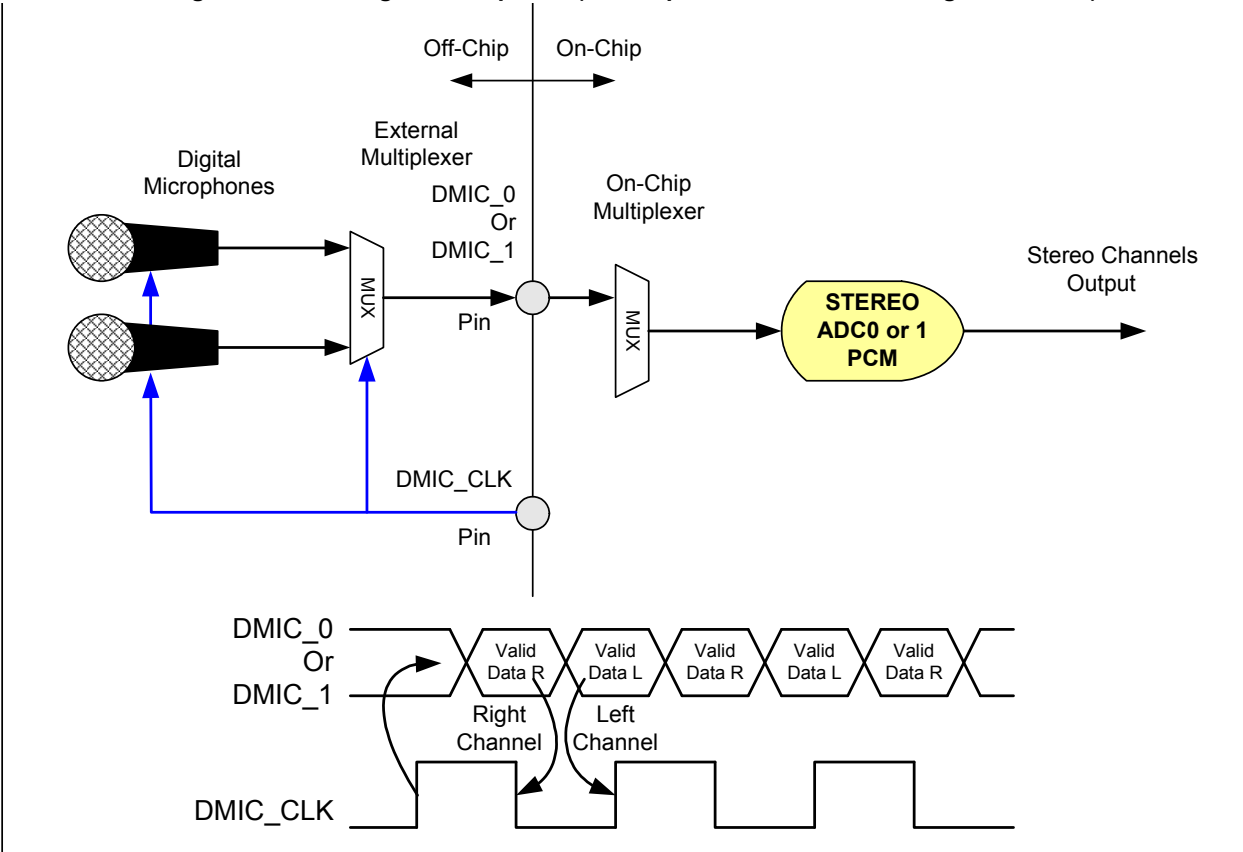 Off-Chip
On-Chip
External
Multiplexer
Digital
Microphones
DMIC_0
Or
DMIC_1
On-Chip
Multiplexer
Stereo Channels
Output
MUX
Pin
MUX
STEREO
ADC0 or 1
PCM
DMIC_CLK
Pin
DMIC_0
Or
DMIC_1
Valid
Data R
Valid
Data L
Valid
Data R
Valid
Data L
Valid
Data R
Right
Channel
Left
Channel
DMIC_CLK